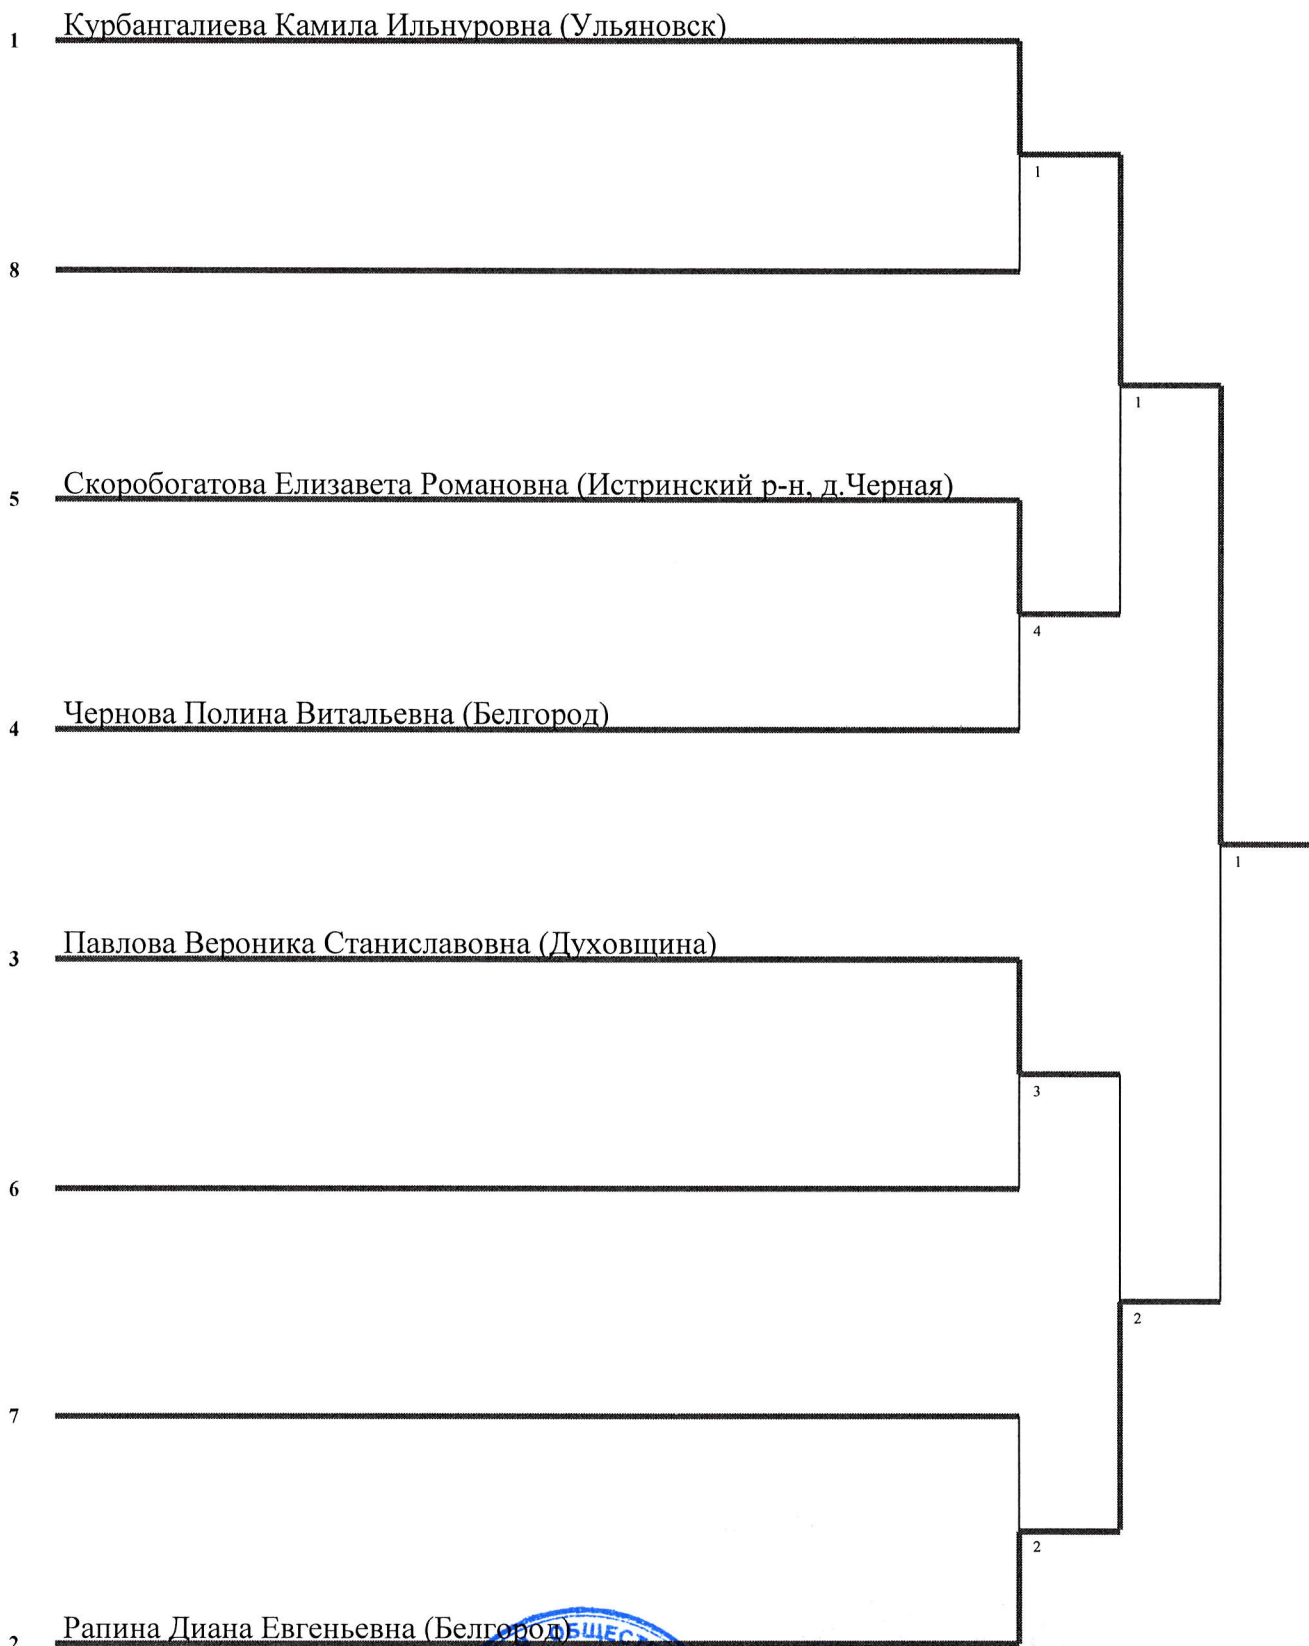 1 Курбангалиева Камила Ильнуровна (Ульяновск)
1
8
1
5 Скоробогатова Елизавета Романовна (Истринский р-н, д.Черная)
4
4 Чернова Полина Витальевна (Белгород)
1
3 Павлова Вероника Станиславовна (Духовщина)
3
6
2
7
2
2 Рапина Диана Евгеньевна (Белгород)